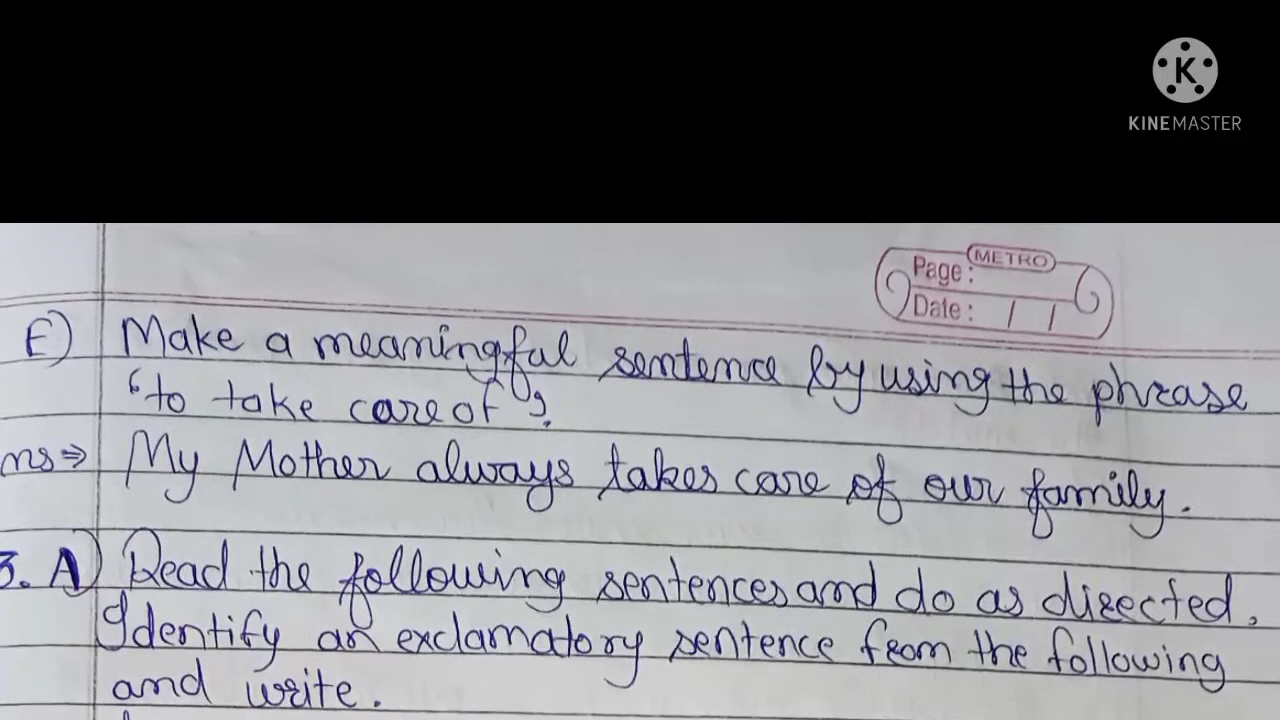 KINEMASTER
METRO
Page :
Date : / /
E) Make a meaningful sentence by using the phrase
"to take care of"?
ns ⇒ My Mother always takes care of our family.
3. A) Read the following sentences and do as directed.
Identify an exclamatory sentence from the following
and write.